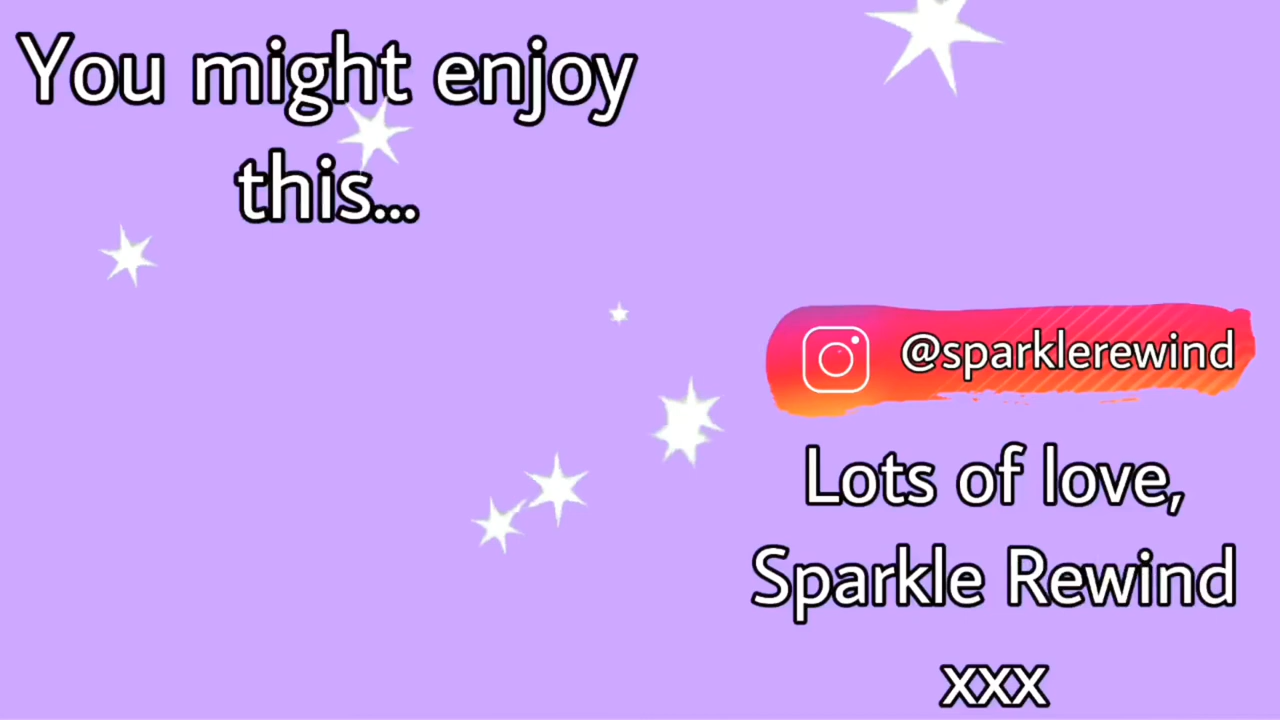 You might enjoy
this...
@sparklerewind
Lots of love,
Sparkle Rewind
xxx